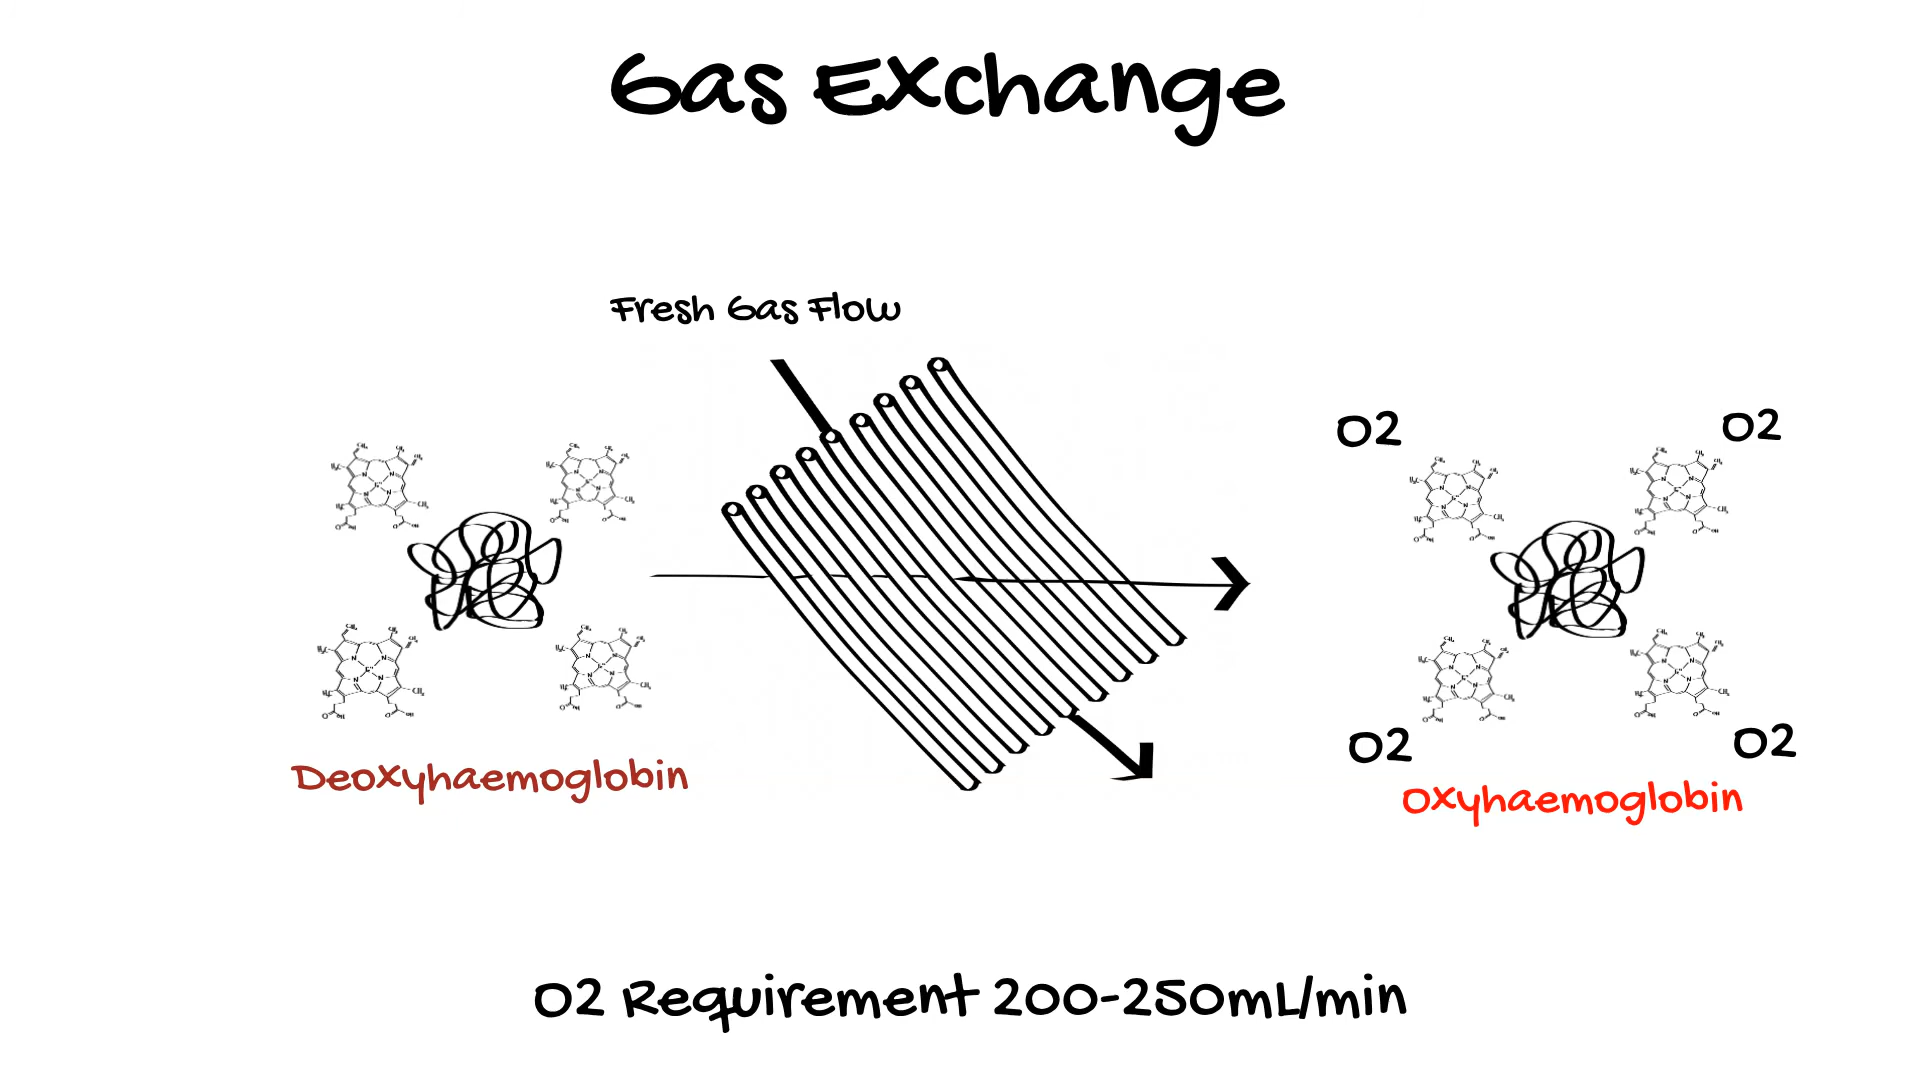 Gas Exchange
Fresh Gas Flow
O2
O2
O2
O2
Deoxyhaemoglobin
Oxyhaemoglobin
O2 Requirement 200-250mL/min